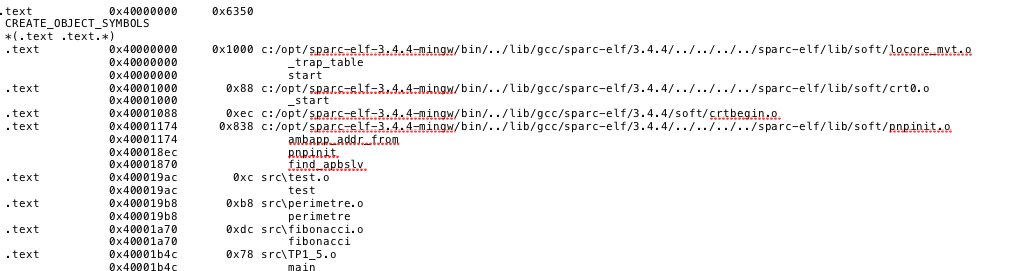 .text 0x40000000 0x6350
CREATE_OBJECT_SYMBOLS
*(.text .text.*)
.text 0x40000000 0x1000 c:/opt/sparc-elf-3.4.4-mingw/bin/../lib/gcc/sparc-elf/3.4.4/../../../../sparc-elf/lib/soft/locore_mvt.o
0x40000000 _trap_table
0x40000000 start
.text 0x40001000 0x88 c:/opt/sparc-elf-3.4.4-mingw/bin/../lib/gcc/sparc-elf/3.4.4/../../../../sparc-elf/lib/soft/crt0.o
0x40001000 _start
.text 0x40001088 0xec c:/opt/sparc-elf-3.4.4-mingw/bin/../lib/gcc/sparc-elf/3.4.4/soft/crtbegin.o
.text 0x40001174 0x838 c:/opt/sparc-elf-3.4.4-mingw/bin/../lib/gcc/sparc-elf/3.4.4/../../../../sparc-elf/lib/soft/pnpinit.o
0x40001174 ambapp_addr_from
0x400018ec pnpinit
0x40001870 find_apbslv
.text 0x400019ac 0xc src\test.o
0x400019ac test
.text 0x400019b8 0xb8 src\perimetre.o
0x400019b8 perimetre
.text 0x40001a70 0xdc src\fibonacci.o
0x40001a70 fibonacci
.text 0x40001b4c 0x78 src\TP1_5.o
0x40001b4c main